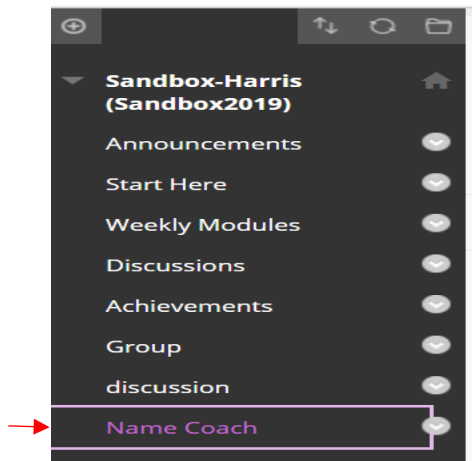 Sandbox-Harris
(Sandbox2019)
Announcements
Start Here
Weekly Modules
Discussions
Achievements
Group
discussion
Name Coach